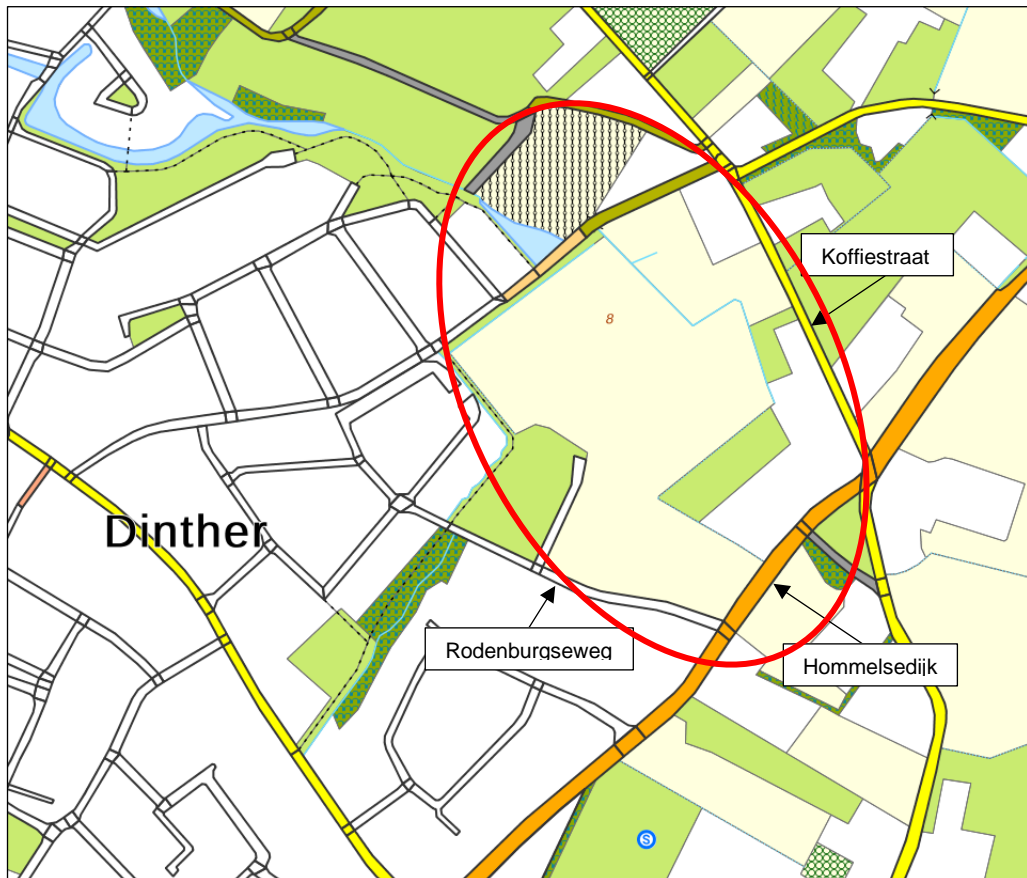 Koffiestraat
8
Dinther
Rodenburgseweg
Hommelsedijk
S